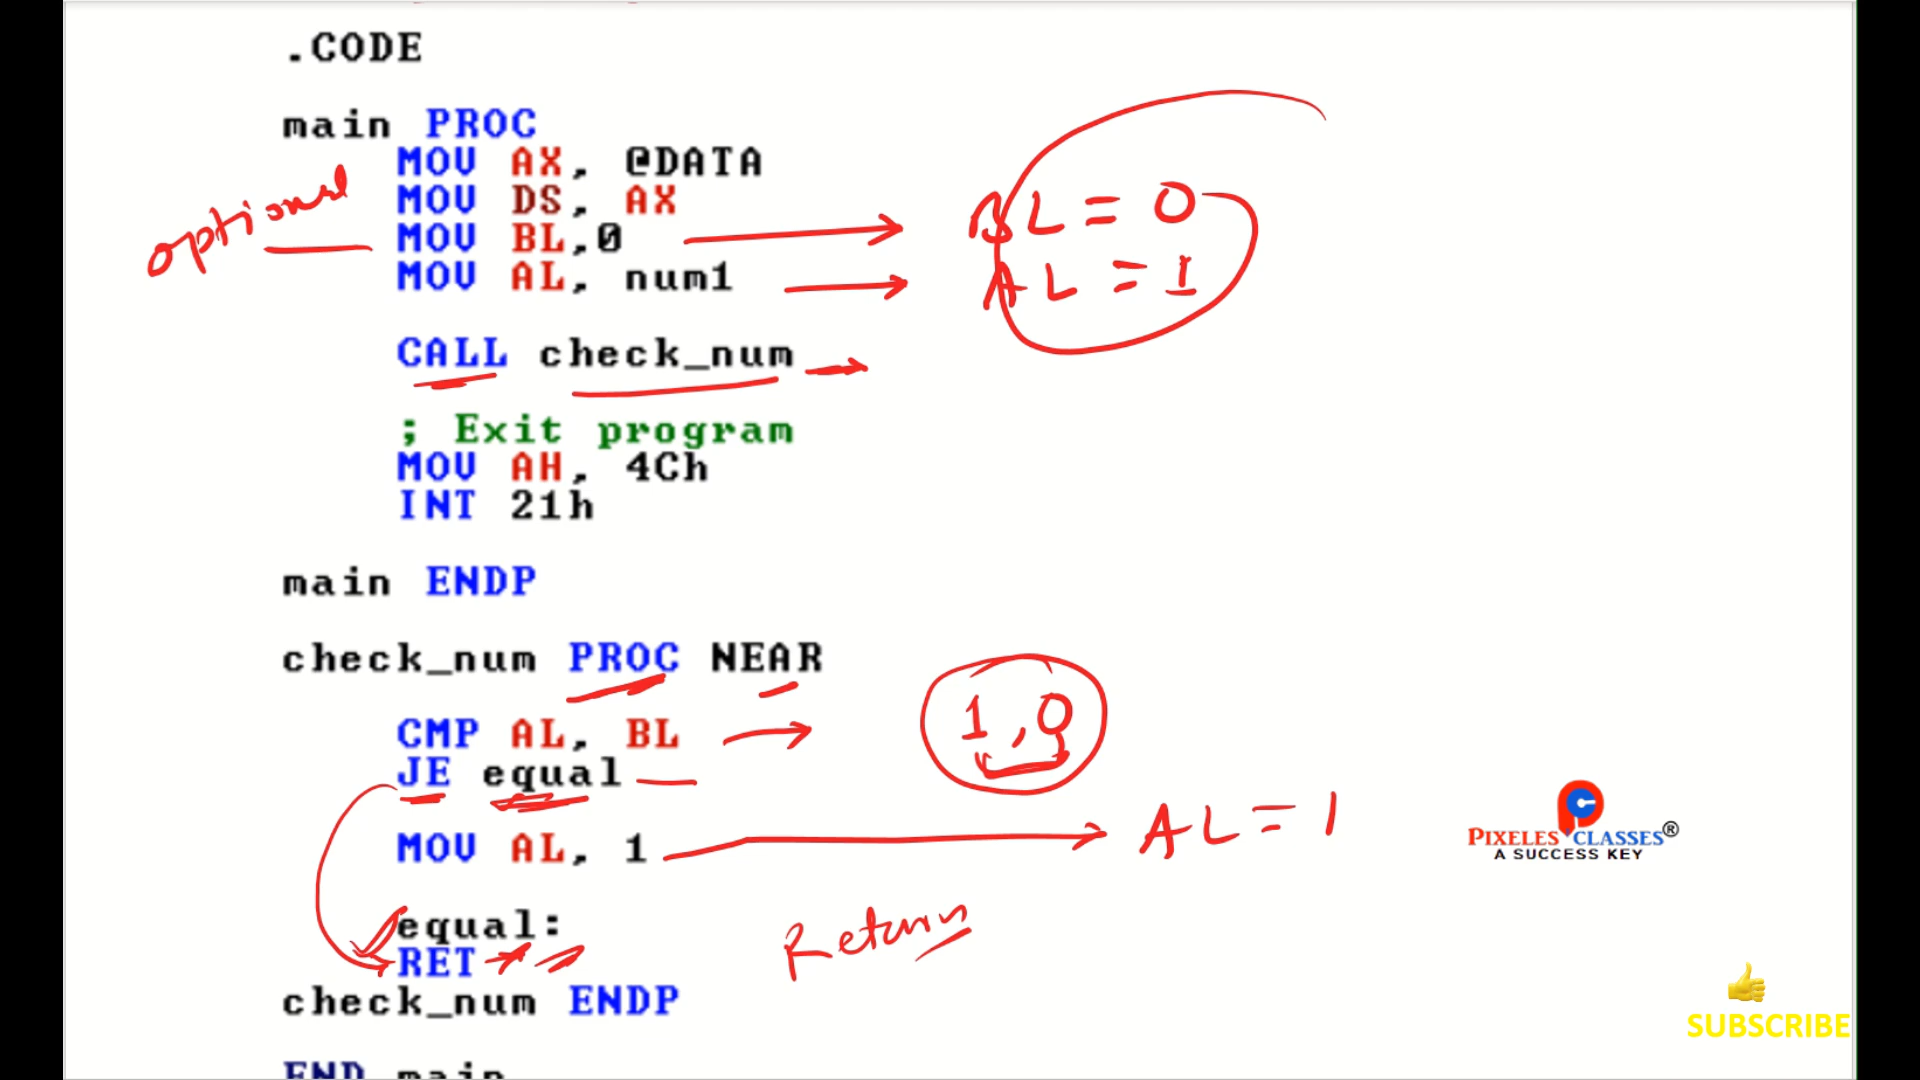 .CODE
main PROC
MOV AX, @DATA
MOV DS, AX
optional
MOV BL,0
BL = 0
MOV AL, num1
AL = 1
CALL check_num
; Exit program
MOV AH, 4Ch
INT 21h
main ENDP
check_num PROC NEAR
CMP AL, BL
1,0
JE equal
MOV AL, 1
AL = 1
PIXELES CLASSES®
A SUCCESS KEY
equal:
Return
RET
check_num ENDP
SUBSCRIBE
END main